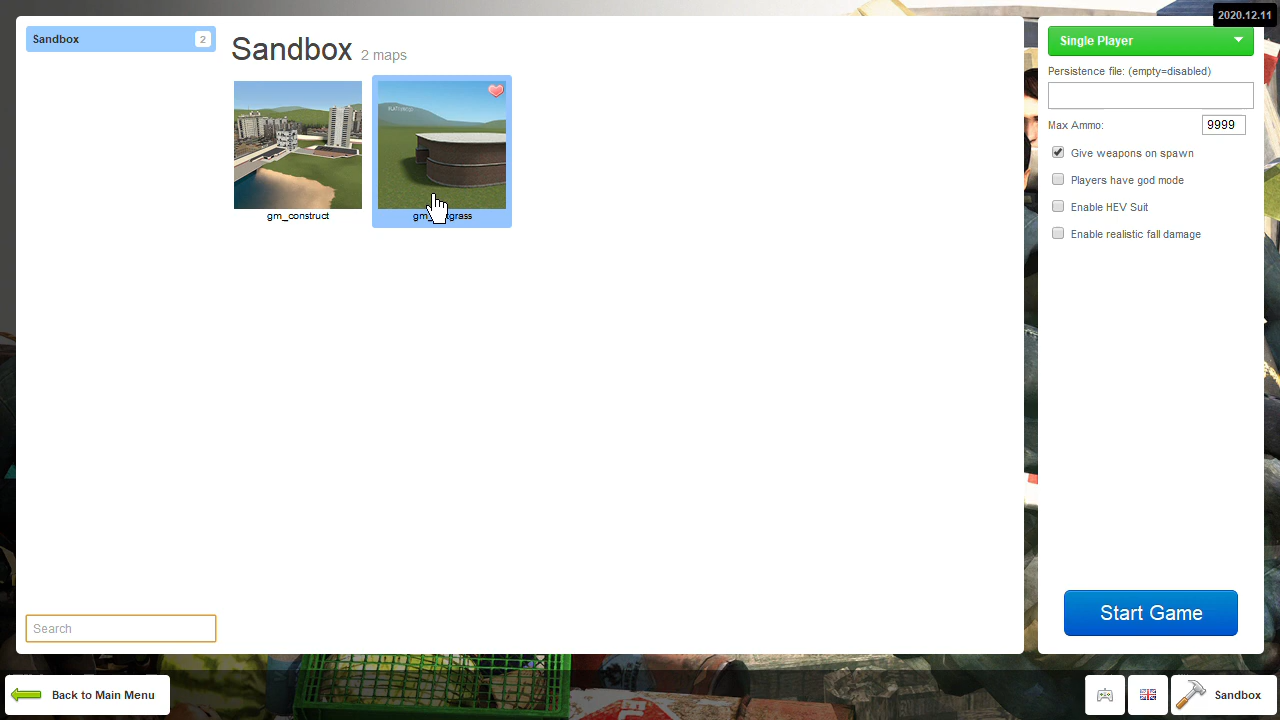 2020.12.11
Sandbox 2
Sandbox 2 maps
gm_construct
Single Player
Persistence file: (empty=disabled)
Max Ammo: 9999
Give weapons on spawn
Players have god mode
Enable HEV Suit
Enable realistic fall damage
Search
Start Game
Back to Main Menu
Sandbox